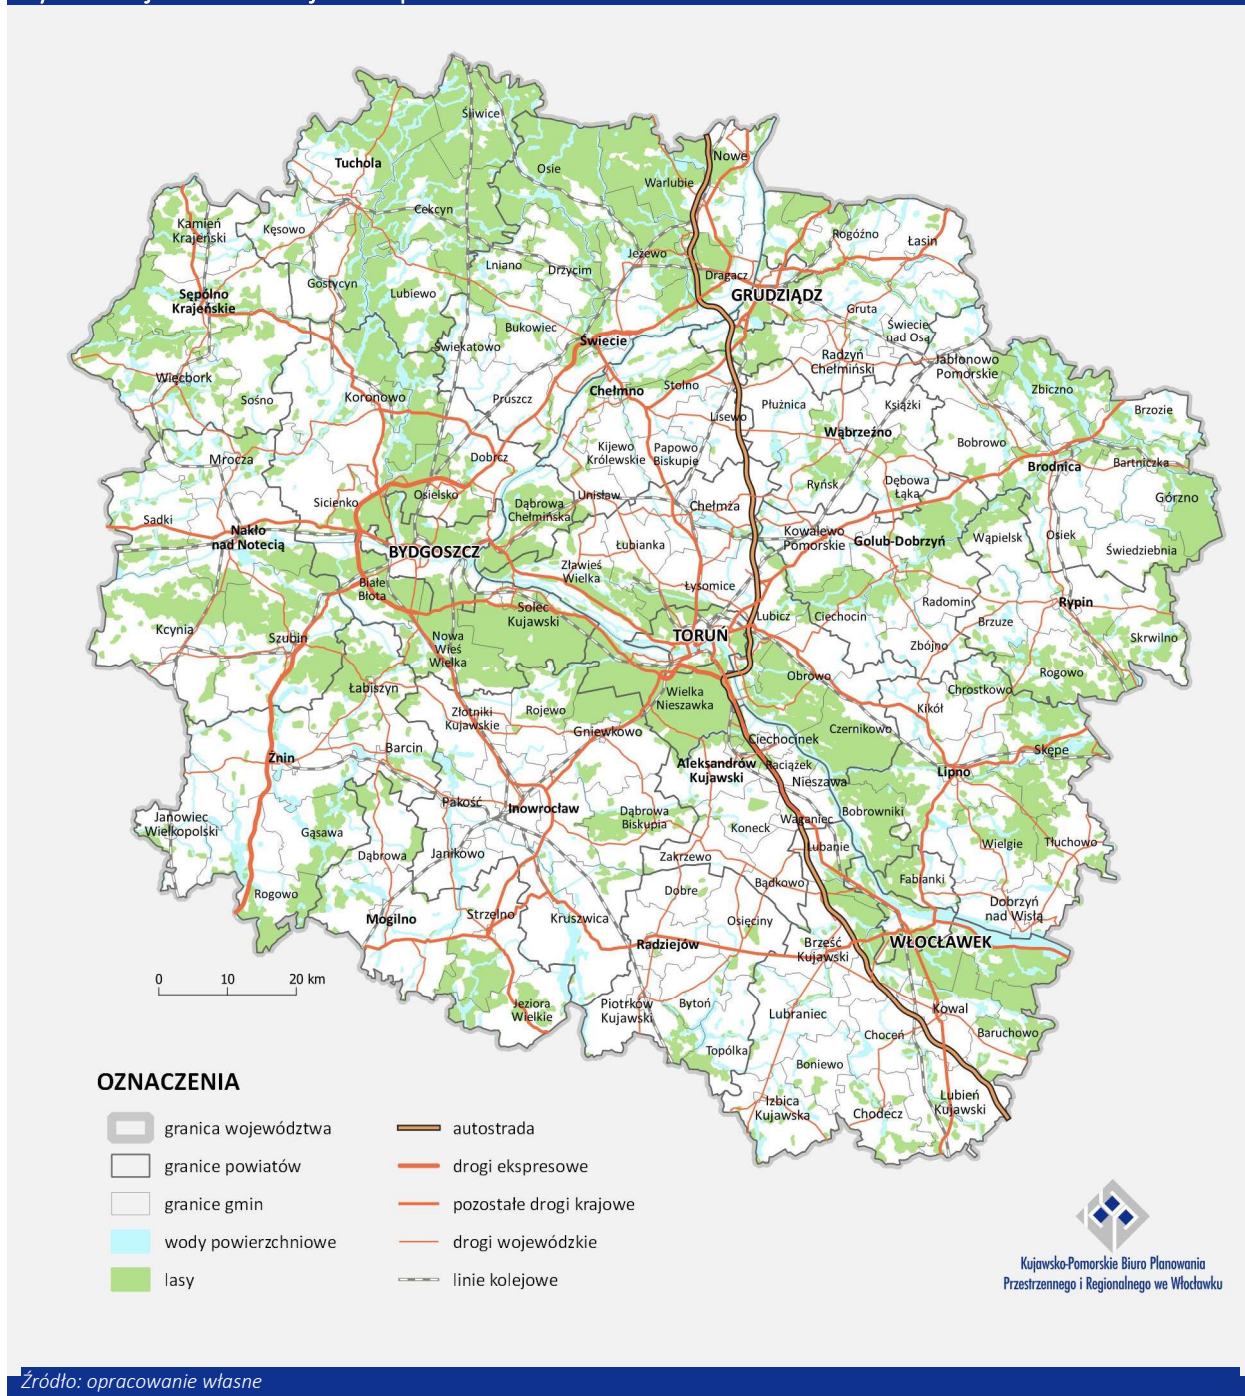 Śliwice
Osie
Nowe
Tuchola
Warlubie
Cekcyn
Kamień
Krajeński
Kęsowo
Rogóźno
Łasin
Jeżewo
Lniano
Drzycim
Dragacz
Gostycyn
Lubiewo
GRUDZIĄDZ
Sępólno
Krajeńskie
Gruta
Bukowiec
Świecie
nad Osą
Świecie
Świekatowo
Radzyń
Chełmiński
Jabłonowo
Pomorskie
Więcbork
Sośno
Koronowo
Pruszcz
Chełmno
Stolno
Zbiczno
Płużnica
Książki
Brzozie
Lisewo
Wąbrzeźno
Bobrowo
Kijewo
Królewskie
Papowo
Biskupie
Mrocza
Dobrcz
Brodnica
Bartniczka
Ryńsk
Dębowa
Łąka
Osielsko
Sicienko
Dąbrowa
Chełmińska
Unisław
Chełmża
Górzno
Sadki
Nakło
nad Notecią
Kowalewo
Pomorskie
Golub-Dobrzyń
Wąpielsk
Osiek
Łubianka
BYDGOSZCZ
Świedziebnia
Zławieś
Wielka
Białe
Błota
Łysomice
Solec
Kujawski
Lubicz
Ciechocin
Radomin
Rypin
Brzuze
Kcynia
Szubin
Nowa
Wieś
Wielka
TORUŃ
Zbójno
Skrwilno
Rogowo
Obrowo
Łabiszyn
Wielka
Nieszawka
Chrostkowo
Złotniki
Kujawskie
Rojewo
Kikół
Gniewkowo
Czernikowo
Ciechocinek
Barcin
Żnin
Skępe
Aleksandrów
Kujawski
Raciążek
Nieszawa
Lipno
Pakość
Inowrocław
Janowiec
Wielkopolski
Dąbrowa
Biskupia
Bobrowniki
Waganiec
Koneck
Gąsawa
Lubanie
Wielgie
Tłuchowo
Dąbrowa
Janikowo
Zakrzewo
Rogowo
Dobre
Bądkowo
Fabianki
Dobrzyń
nad Wisłą
Mogilno
Strzelno
Kruszwica
Osięciny
Radziejów
Brześć
Kujawski
WŁOCŁAWEK
0 10 20 km
Jeziora
Wielkie
Piotrków
Kujawski
Bytoń
Lubraniec
Kowal
Choceń
Baruchowo
Topólka
Boniewo
Izbica
Kujawska
Chodecz
Lubień
Kujawski
OZNACZENIA
granica województwa
granice powiatów
granice gmin
wody powierzchniowe
lasy
autostrada
drogi ekspresowe
pozostałe drogi krajowe
drogi wojewódzkie
linie kolejowe
Kujawsko-Pomorskie Biuro Planowania
Przestrzennego i Regionalnego we Włocławku
Źródło: opracowanie własne